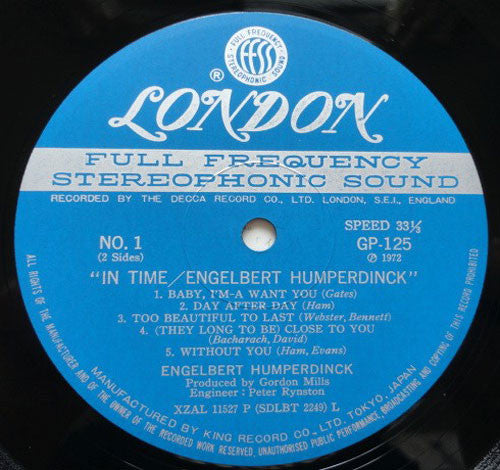 FULL FREQUENCY
ffss
STEREOPHONIC SOUND
®
LONDON
FULL FREQUENCY
STEREOPHONIC SOUND
RECORDED BY THE DECCA RECORD CO., LTD. LONDON, S.E.I., ENGLAND
SPEED 33⅓
NO. 1 GP-125
(2 Sides) ℗ 1972
"IN TIME/ENGELBERT HUMPERDINCK"
1. BABY, I'M-A WANT YOU (Gates)
2. DAY AFTER DAY (Ham)
3. TOO BEAUTIFUL TO LAST (Webster, Bennett)
4. (THEY LONG TO BE) CLOSE TO YOU
(Bacharach, David)
5. WITHOUT YOU (Ham, Evans)
ENGELBERT HUMPERDINCK
Produced by Gordon Mills
Engineer : Peter Rynston
XZAL 11527 P (SDLBT 2249) L
MANUFACTURED BY KING RECORD CO., LTD. TOKYO, JAPAN
ALL RIGHTS OF THE MANUFACTURER AND OF THE OWNER OF THE RECORDED WORK RESERVED. UNAUTHORISED PUBLIC PERFORMANCE, BROADCASTING AND COPYING OF THIS RECORD PROHIBITED